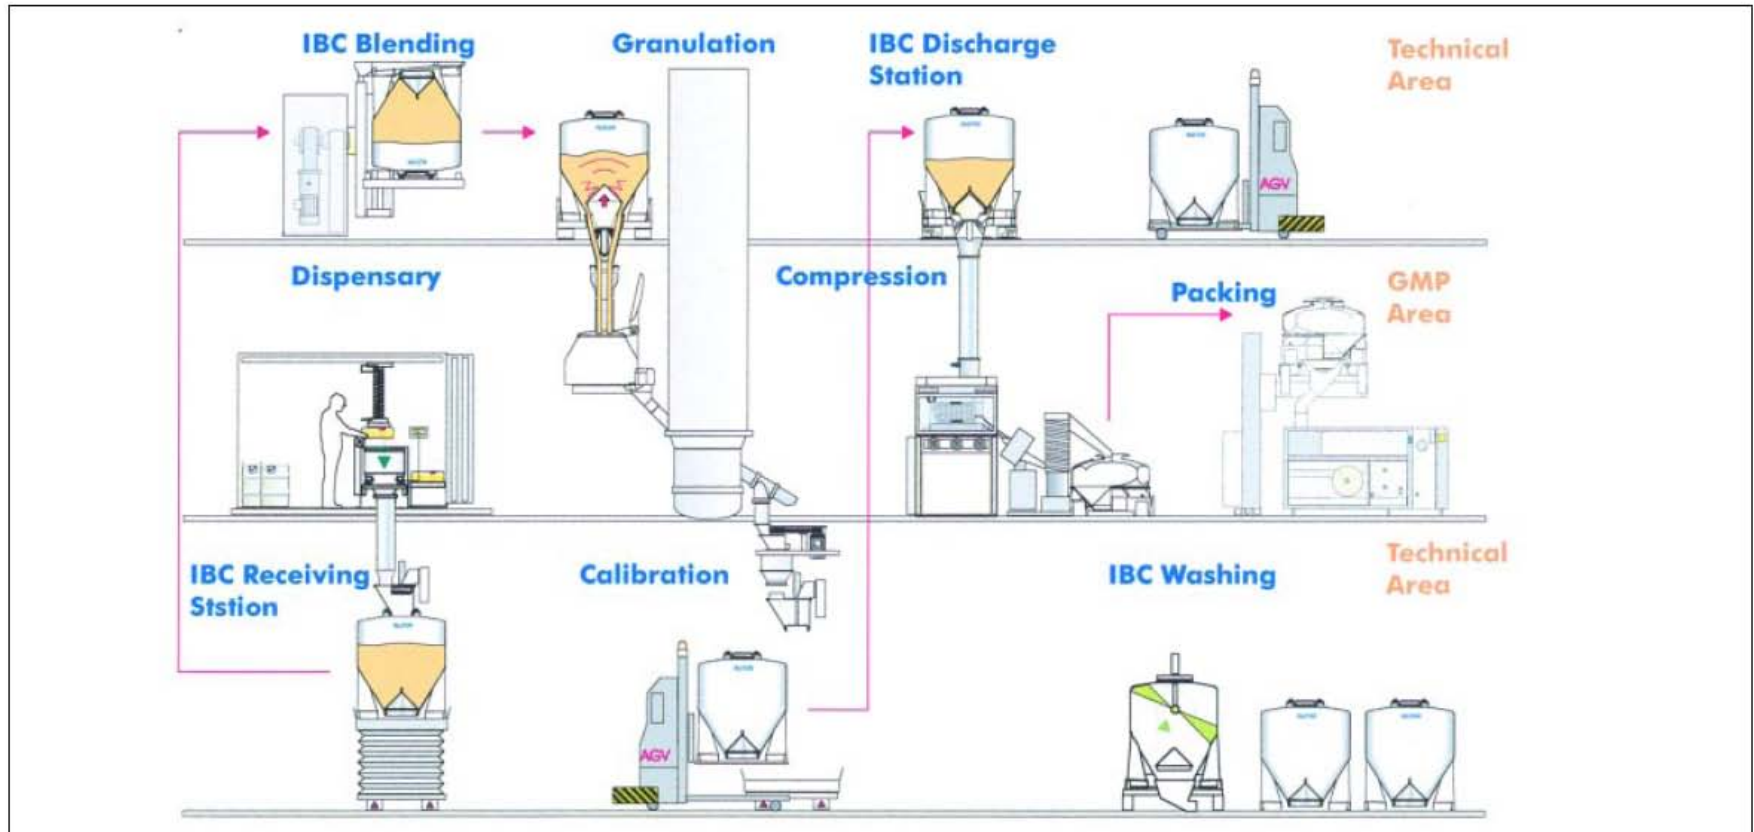 IBC Blending
Granulation
IBC Discharge
Station
Technical
Area
AGV
Dispensary
Compression
Packing
GMP
Area
IBC Receiving
Ststion
Calibration
IBC Washing
Technical
Area
AGV